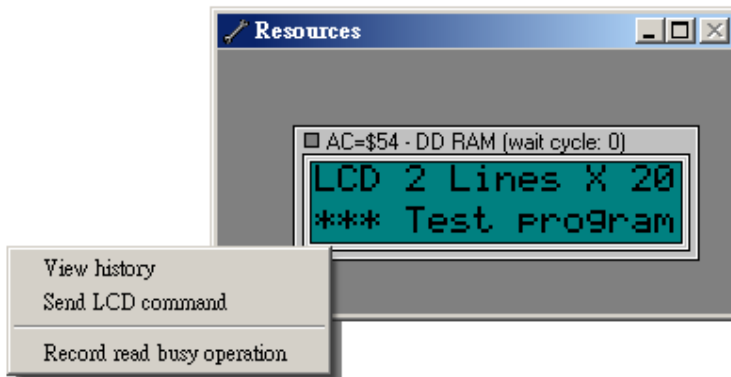 Resources
AC=$54 - DD RAM (wait cycle: 0)
LCD 2 Lines X 20
*** Test program
View history
Send LCD command
Record read busy operation